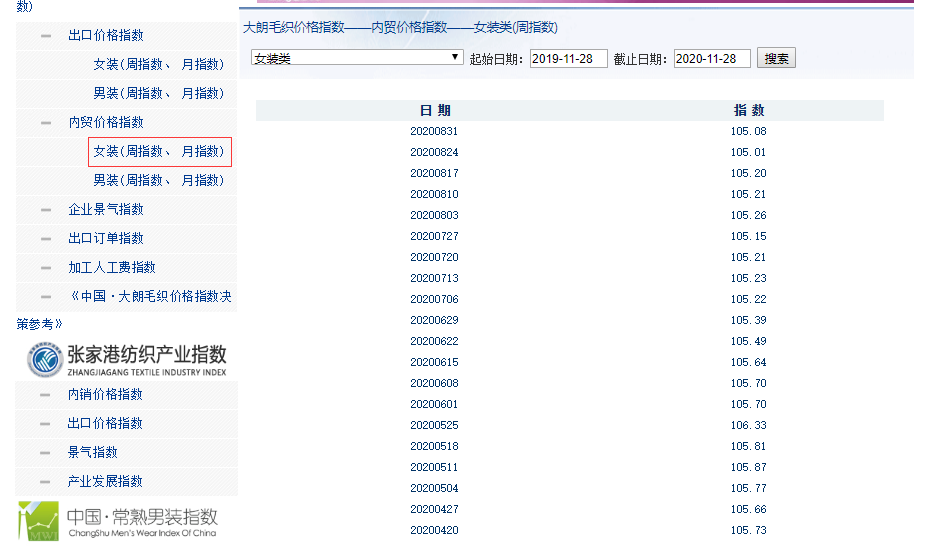 数)
出口价格指数
女装(周指数、 月指数)
男装(周指数、 月指数)
内贸价格指数
女装(周指数、 月指数)
男装(周指数、 月指数)
企业景气指数
出口订单指数
加工人工费指数
《中国·大朗毛织价格指数决
策参考》
张家港纺织产业指数
ZHANGJIAGANG TEXTILE INDUSTRY INDEX
内销价格指数
出口价格指数
景气指数
产业发展指数
中国·常熟男装指数
ChangShu Men's Wear Index Of China
MWI
大朗毛织价格指数——内贸价格指数——女装类(周指数)
女装类 起始日期: 2019-11-28 截止日期: 2020-11-28 搜索
日 期 指 数
20200831 105.08
20200824 105.01
20200817 105.20
20200810 105.21
20200803 105.26
20200727 105.15
20200720 105.21
20200713 105.23
20200706 105.22
20200629 105.39
20200622 105.49
20200615 105.64
20200608 105.70
20200601 105.70
20200525 106.33
20200518 105.81
20200511 105.87
20200504 105.77
20200427 105.66
20200420 105.73